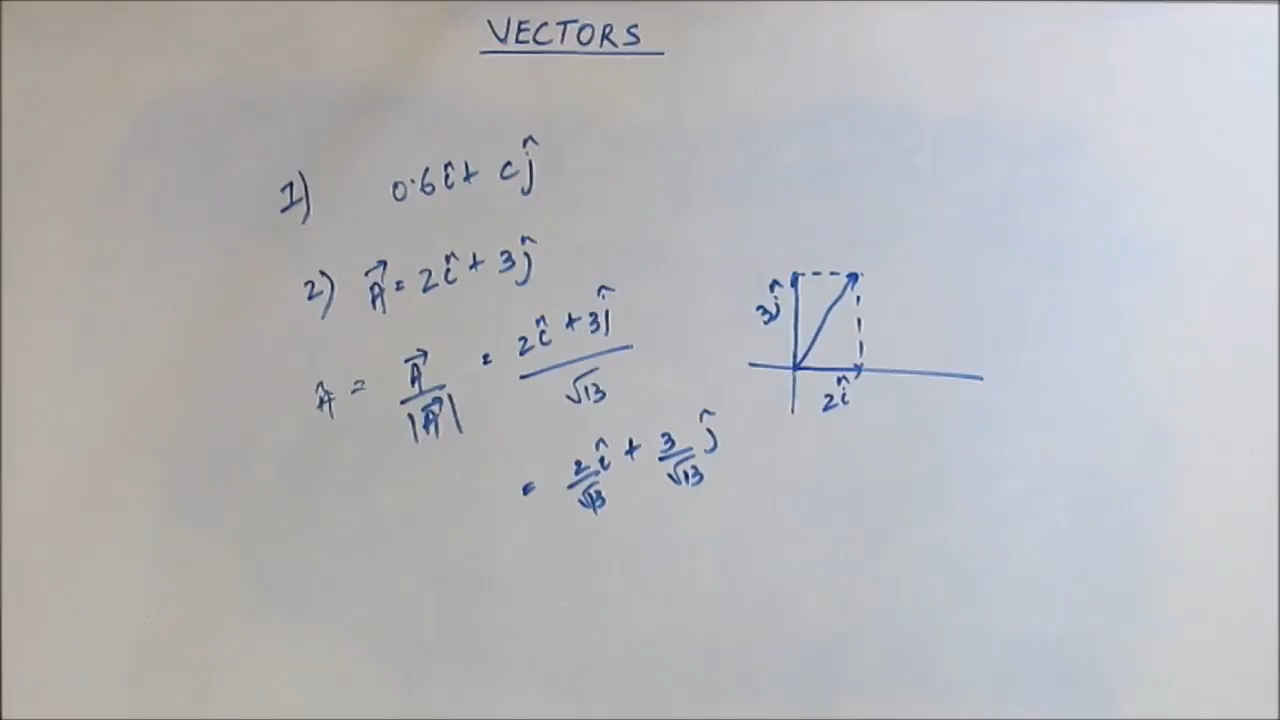 VECTORS
1) 0.6î + cĵ
2) A⃗ = 2î + 3ĵ
Â = A⃗/|A⃗| = (2î + 3ĵ)/√13
= 2/√13 î + 3/√13 ĵ
3ĵ
2î